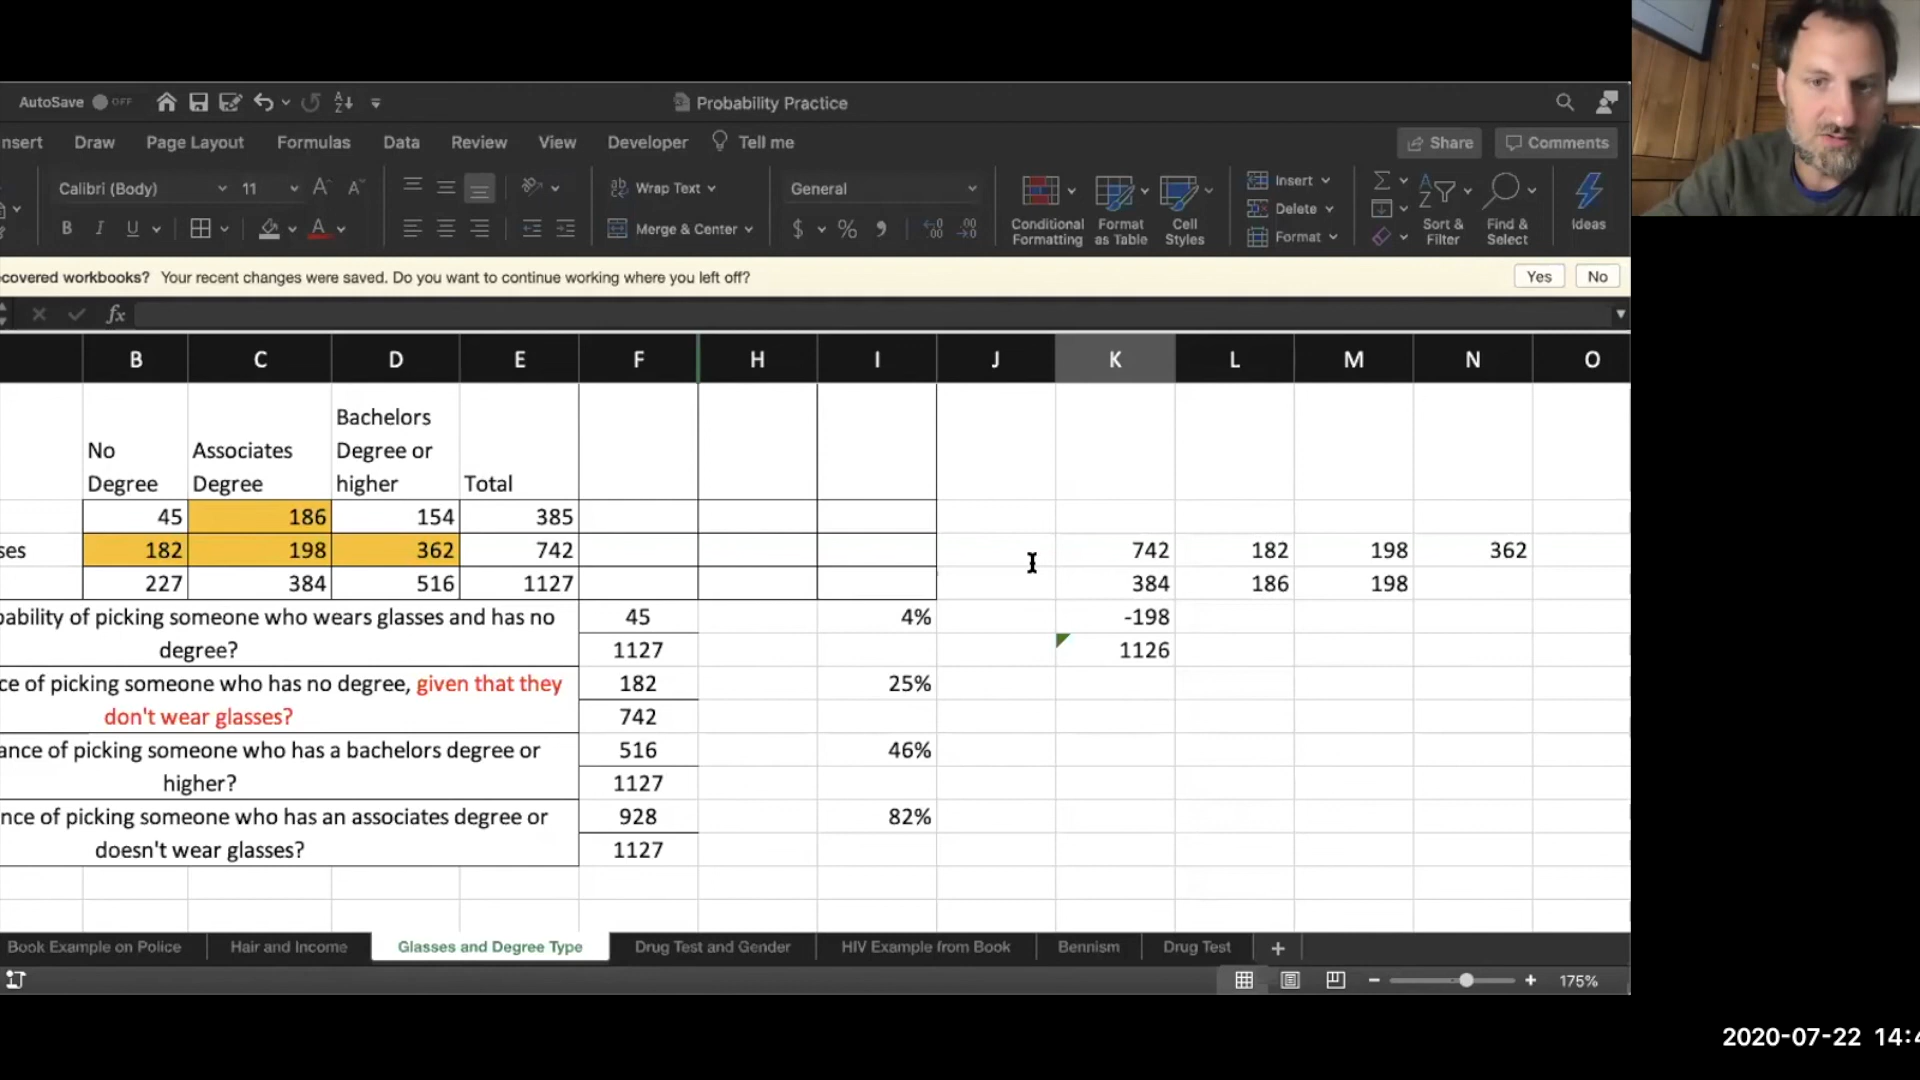 AutoSave OFF
Probability Practice
nsert Draw Page Layout Formulas Data Review View Developer Tell me Share Comments
Calibri (Body) 11 A A Wrap Text General Insert Σ
Conditional Formatting Format as Table Cell Styles Delete Sort & Filter Find & Select Ideas
B I U A Merge & Center $ % Format
covered workbooks? Your recent changes were saved. Do you want to continue working where you left off? Yes No
fx
B C D E F H I J K L M N O
No Degree Associates Degree Bachelors Degree or higher Total
45 186 154 385
ses 182 198 362 742 742 182 198 362
227 384 516 1127 384 186 198
bability of picking someone who wears glasses and has no 45 4% -198
degree? 1127 1126
ce of picking someone who has no degree, given that they 182 25%
don't wear glasses? 742
ance of picking someone who has a bachelors degree or 516 46%
higher? 1127
nce of picking someone who has an associates degree or 928 82%
doesn't wear glasses? 1127
Book Example on Police Hair and Income Glasses and Degree Type Drug Test and Gender HIV Example from Book Bennism Drug Test +
175%
2020-07-22 14:4